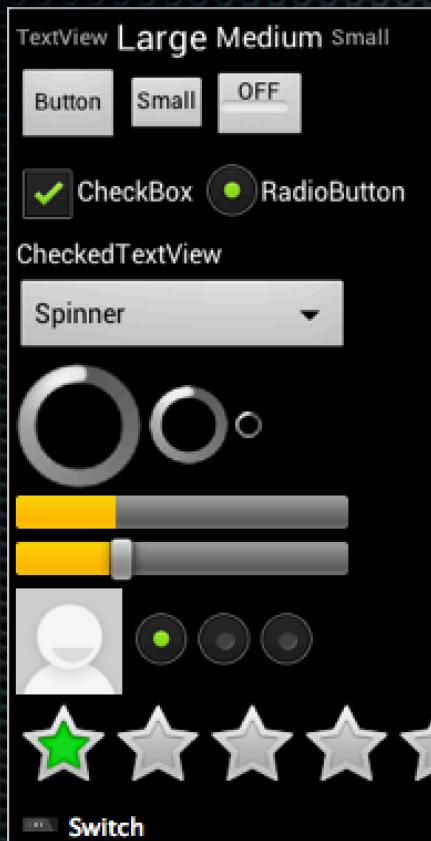 TextView Large Medium Small
Button Small OFF
CheckBox RadioButton
CheckedTextView
Spinner
Switch